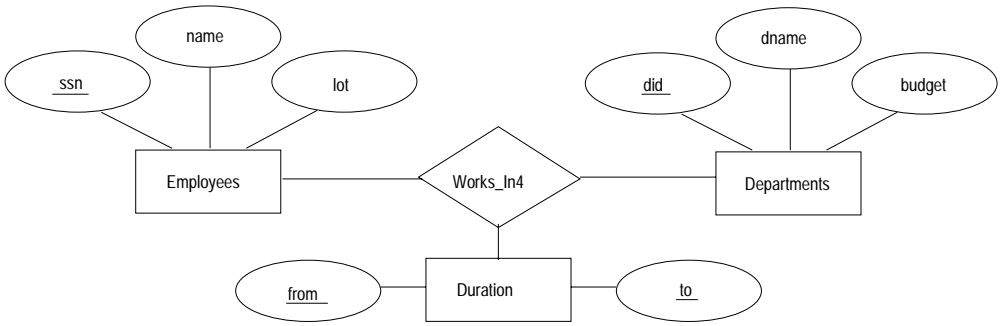 name
dname
ssn
lot
did
budget
Employees
Works_In4
Departments
from
Duration
to